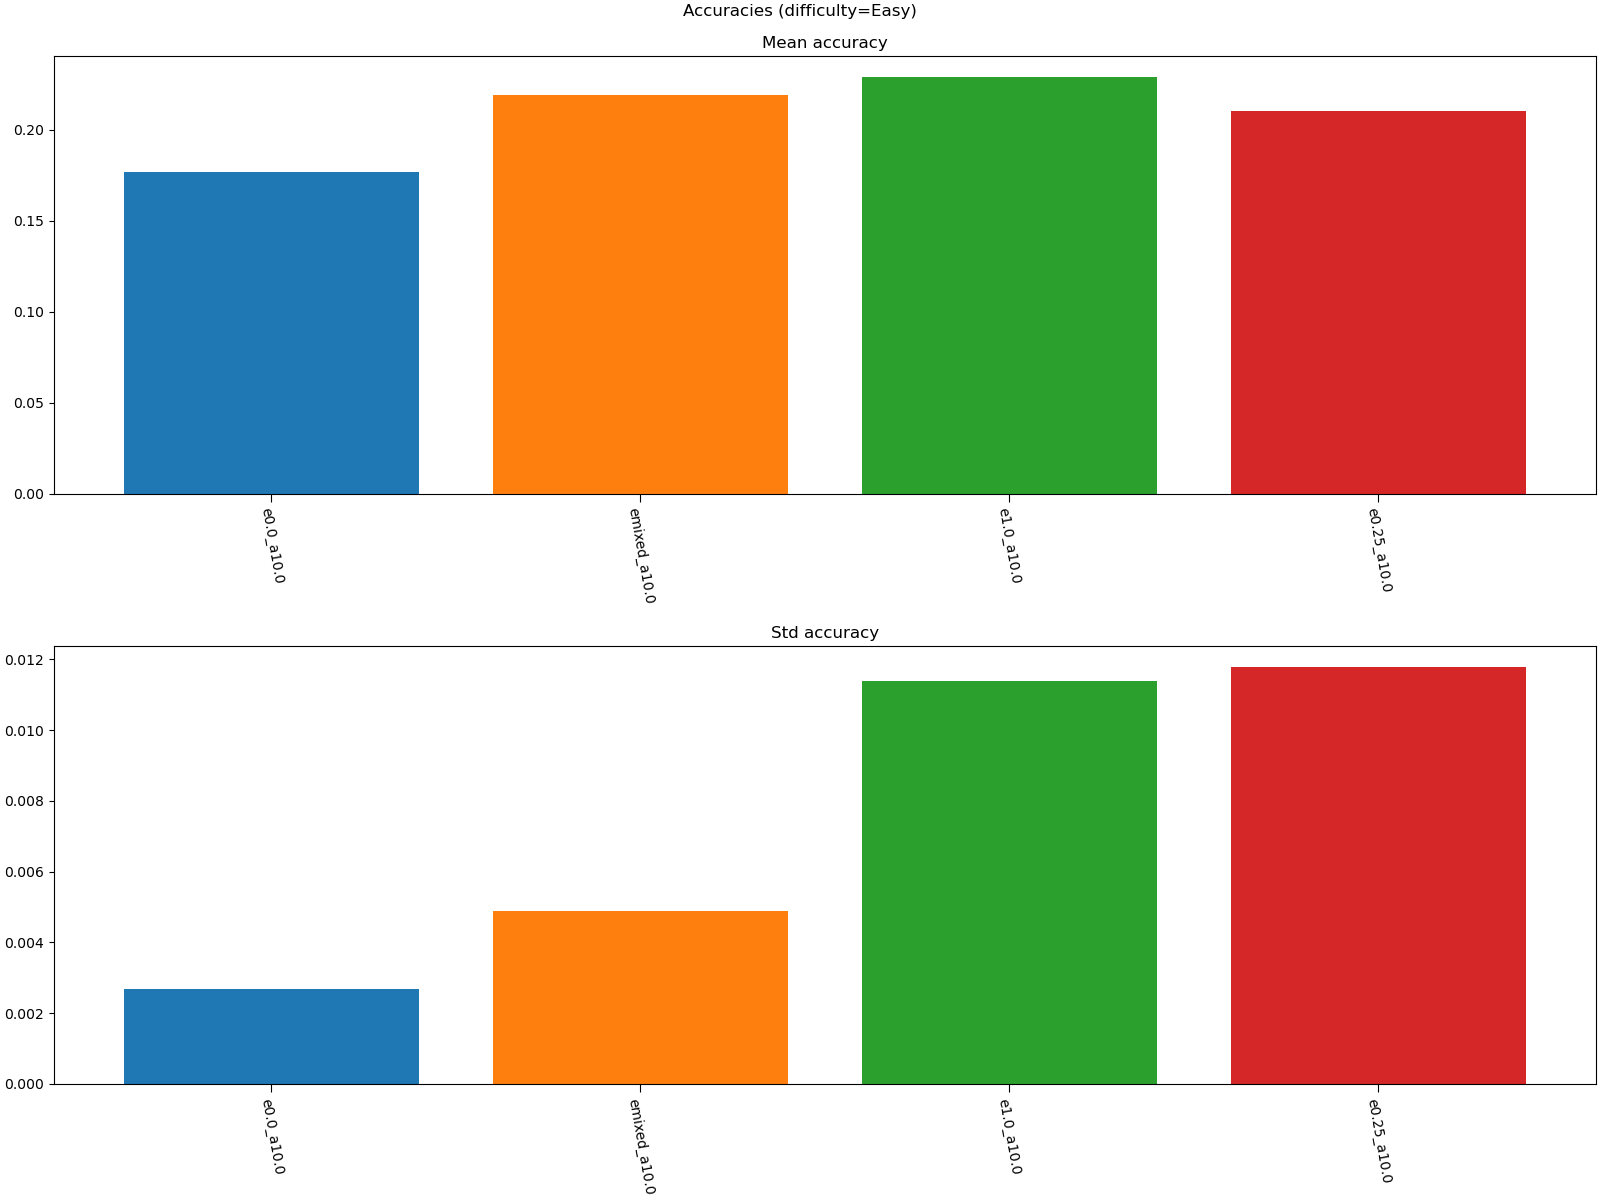 Accuracies (difficulty=Easy)
Mean accuracy
0.20
0.15
0.10
0.05
0.00
e0.0_a10.0
emixed_a10.0
e1.0_a10.0
e0.25_a10.0
Std accuracy
0.012
0.010
0.008
0.006
0.004
0.002
0.000
e0.0_a10.0
emixed_a10.0
e1.0_a10.0
e0.25_a10.0